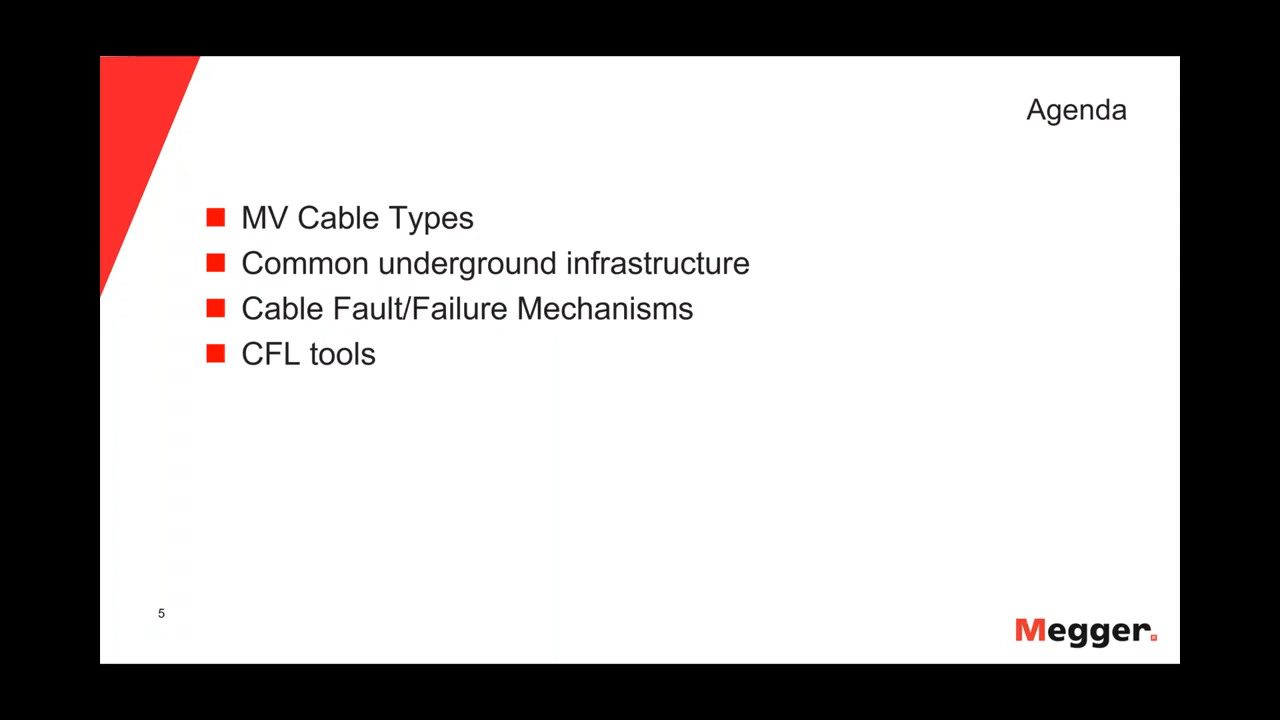 Agenda
MV Cable Types
Common underground infrastructure
Cable Fault/Failure Mechanisms
CFL tools
5
Megger.